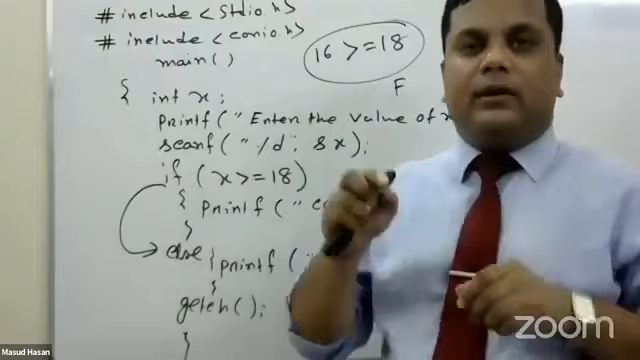 # include < stdio.h>
# include < conio.h>
16 >= 18
F
main()
{ int x;
printf(" Enter the value of x
scanf(" %d", &x);
if (x>=18)
{ printf ("
}
else { printf ("
}
getch();
}
zoom
Masud Hasan